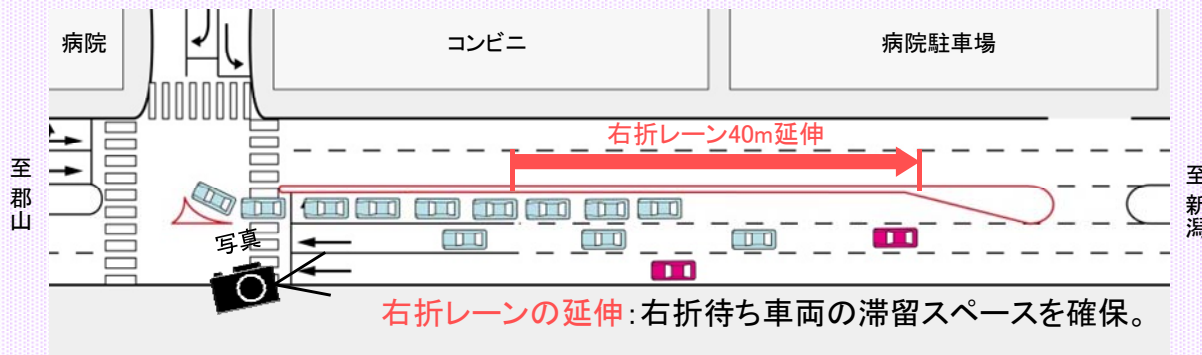 病院
コンビニ
病院駐車場
右折レーン40m延伸
至郡山
至新潟
写真
右折レーンの延伸：右折待ち車両の滞留スペースを確保。